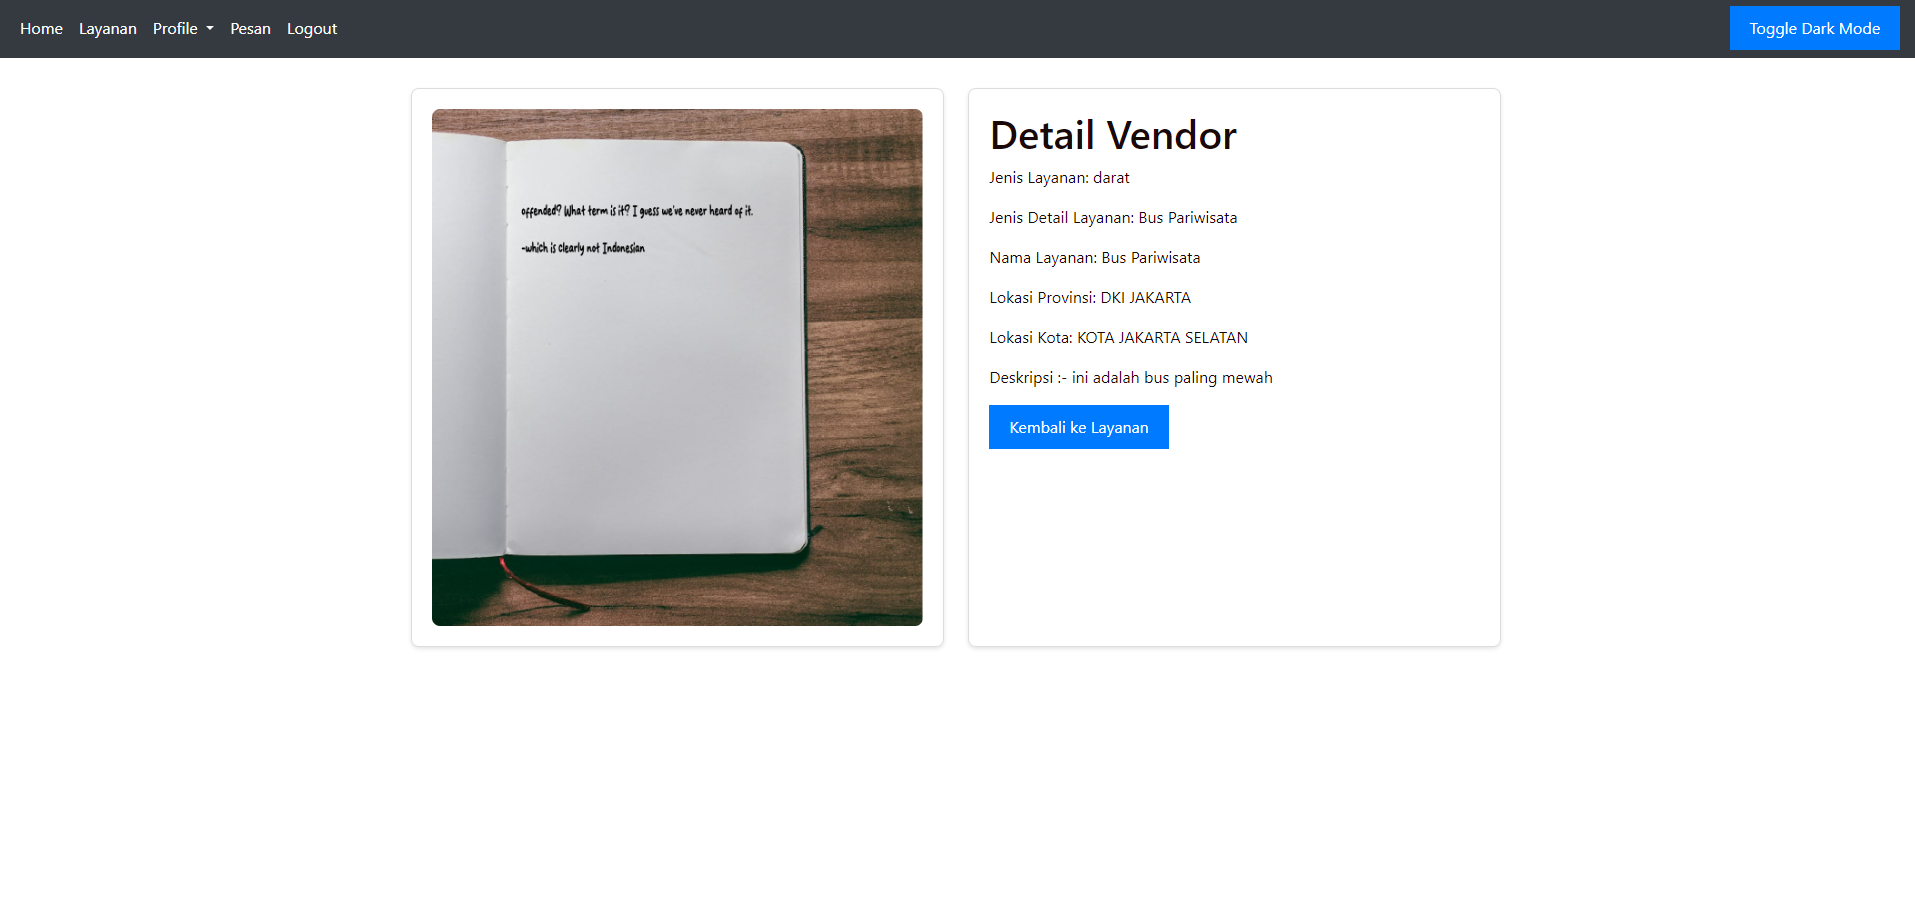 Home Layanan Profile Pesan Logout Toggle Dark Mode
offended? What term is it? I guess we've never heard of it.
-which is clearly not Indonesian
Detail Vendor
Jenis Layanan: darat
Jenis Detail Layanan: Bus Pariwisata
Nama Layanan: Bus Pariwisata
Lokasi Provinsi: DKI JAKARTA
Lokasi Kota: KOTA JAKARTA SELATAN
Deskripsi :- ini adalah bus paling mewah
Kembali ke Layanan